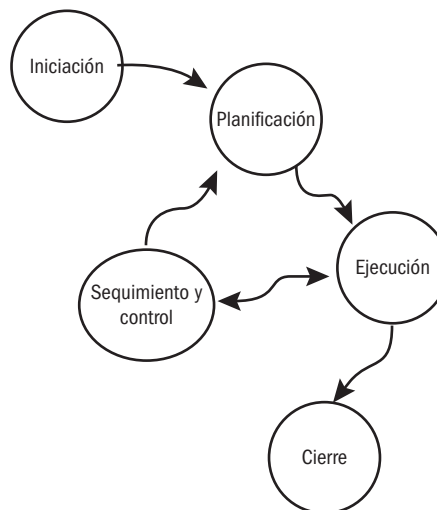 Iniciación
Planificación
Ejecución
Sequimiento y
control
Cierre